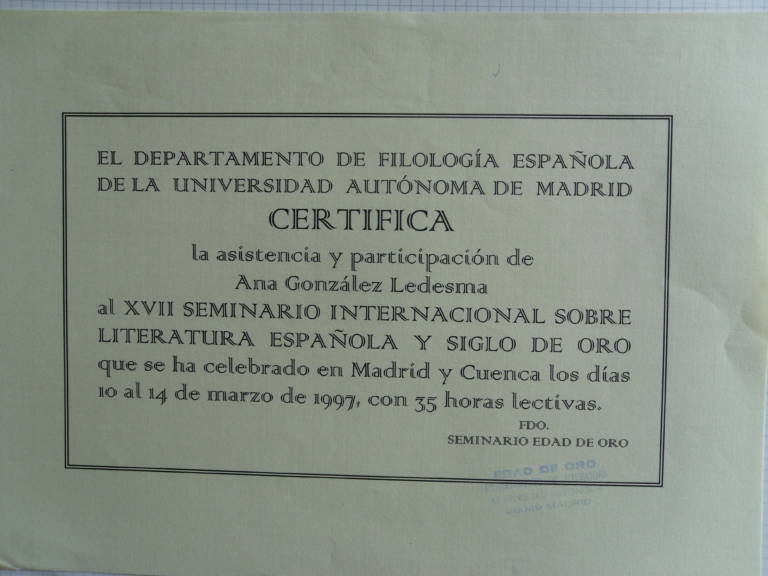 EL DEPARTAMENTO DE FILOLOGÍA ESPAÑOLA
DE LA UNIVERSIDAD AUTÓNOMA DE MADRID
CERTIFICA
la asistencia y participación de
Ana González Ledesma
al XVII SEMINARIO INTERNACIONAL SOBRE
LITERATURA ESPAÑOLA Y SIGLO DE ORO
que se ha celebrado en Madrid y Cuenca los días
10 al 14 de marzo de 1997, con 35 horas lectivas.
FDO.
SEMINARIO EDAD DE ORO
EDAD DE ORO
MADRID